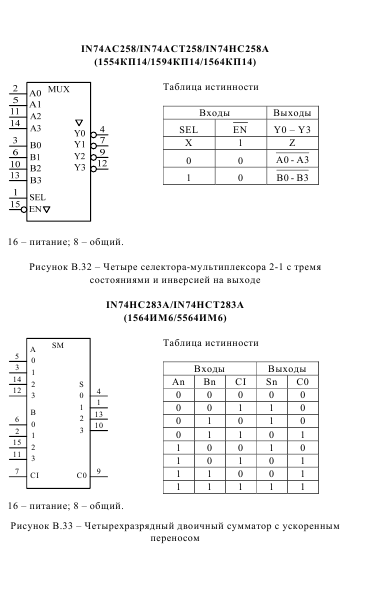 IN74AC258/IN74ACT258/IN74HC258A
(1554КП14/1594КП14/1564КП14)
2 A0 MUX
5 A1
11 A2
14 A3
Y0 4
3 B0 Y1 7
6 B1 Y2 9
10 B2 Y3 12
13 B3
1 SEL
15 EN
Таблица истинности
Входы Выходы
SEL EN Y0 – Y3
X 1 Z
0 0 A0 - A3
1 0 B0 - B3
16 – питание; 8 – общий.
Рисунок В.32 – Четыре селектора-мультиплексора 2-1 с тремя
состояниями и инверсией на выходе
IN74HC283A/IN74HCT283A
(1564ИМ6/5564ИМ6)
SM
A
5 0
3 1
14 2 S
12 3 0 4
B 1 1
6 0 2 13
2 1 3 10
15 2
11 3
7 CI C0 9
Таблица истинности
Входы Выходы
An Bn CI Sn C0
0 0 0 0 0
0 0 1 1 0
0 1 0 1 0
0 1 1 0 1
1 0 0 1 0
1 0 1 0 1
1 1 0 0 1
1 1 1 1 1
16 – питание; 8 – общий.
Рисунок В.33 – Четырехразрядный двоичный сумматор с ускоренным
переносом